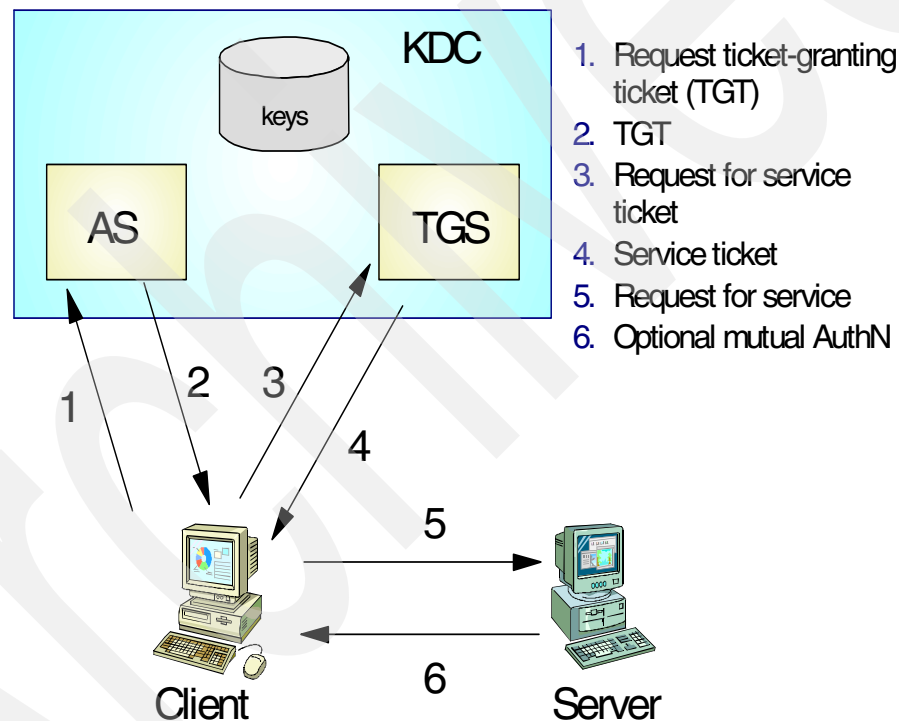 KDC
keys
AS
TGS
1. Request ticket-granting
ticket (TGT)
2. TGT
3. Request for service
ticket
4. Service ticket
5. Request for service
6. Optional mutual AuthN
1
2
3
4
5
6
Client
Server